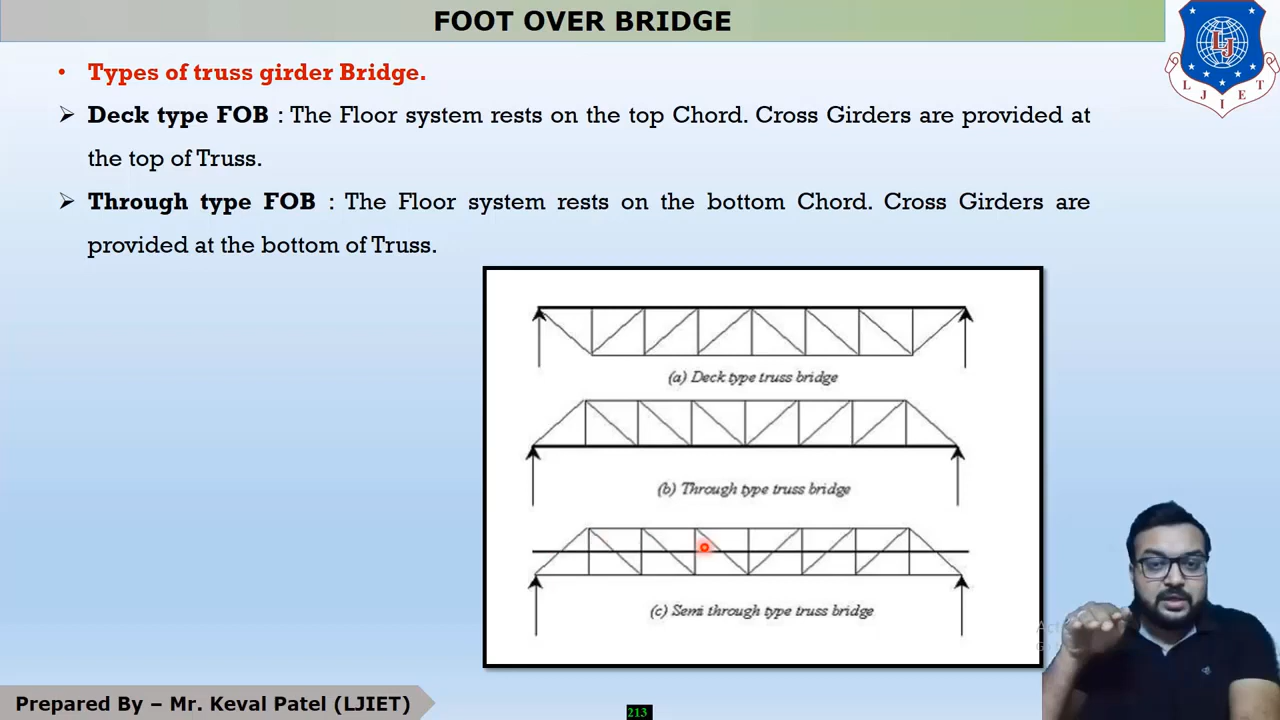 FOOT OVER BRIDGE
• Types of truss girder Bridge.
➢ Deck type FOB : The Floor system rests on the top Chord. Cross Girders are provided at
the top of Truss.
➢ Through type FOB : The Floor system rests on the bottom Chord. Cross Girders are
provided at the bottom of Truss.
(a) Deck type truss bridge
(b) Through type truss bridge
(c) Semi through type truss bridge
LJ
L J I E T
Prepared By – Mr. Keval Patel (LJIET)
213